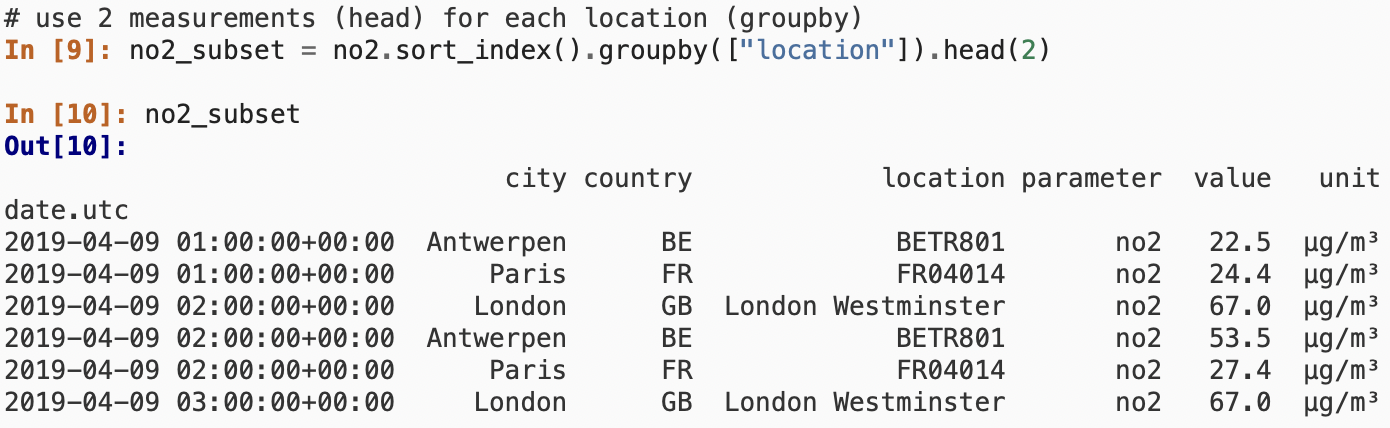 # use 2 measurements (head) for each location (groupby)
In [9]: no2_subset = no2.sort_index().groupby(["location"]).head(2)
In [10]: no2_subset
Out[10]:
city country location parameter value unit
date.utc
2019-04-09 01:00:00+00:00 Antwerpen BE BETR801 no2 22.5 µg/m³
2019-04-09 01:00:00+00:00 Paris FR FR04014 no2 24.4 µg/m³
2019-04-09 02:00:00+00:00 London GB London Westminster no2 67.0 µg/m³
2019-04-09 02:00:00+00:00 Antwerpen BE BETR801 no2 53.5 µg/m³
2019-04-09 02:00:00+00:00 Paris FR FR04014 no2 27.4 µg/m³
2019-04-09 03:00:00+00:00 London GB London Westminster no2 67.0 µg/m³